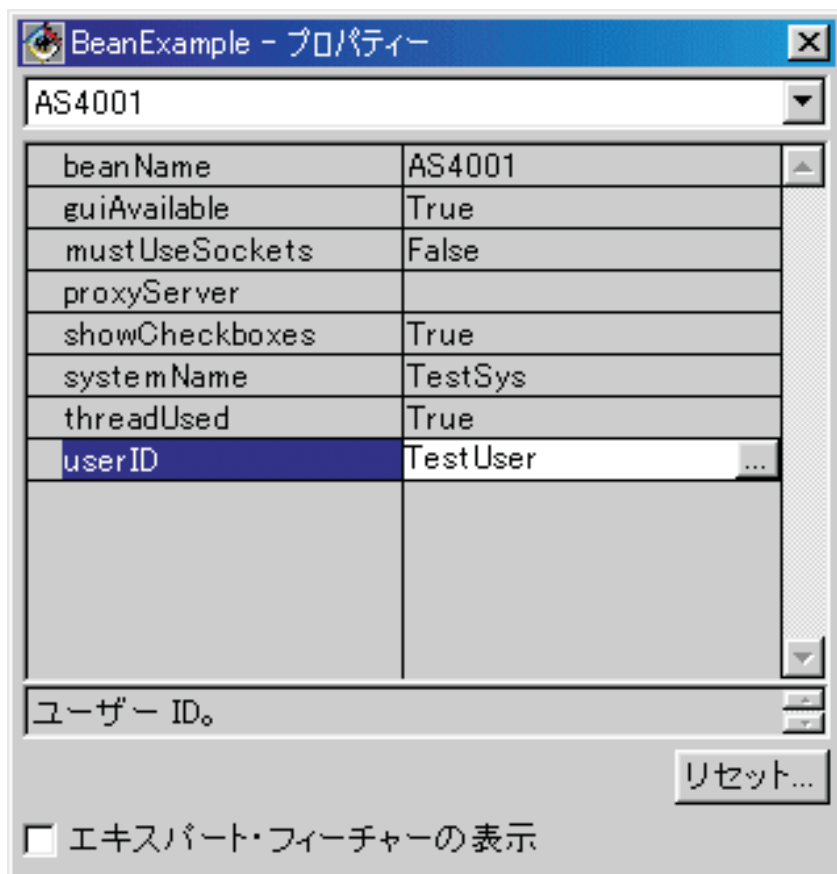 BeanExample - プロパティー
AS4001
beanName AS4001
guiAvailable True
mustUseSockets False
proxyServer
showCheckboxes True
systemName TestSys
threadUsed True
userID TestUser ...
ユーザー ID。
リセット...
エキスパート・フィーチャーの表示